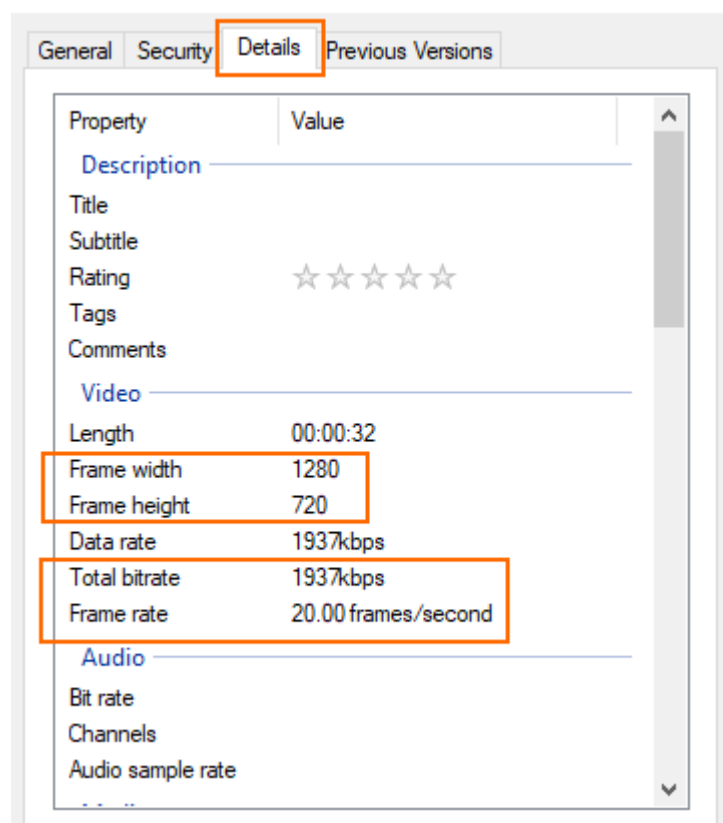 General Security Details Previous Versions
Property Value
Description
Title
Subtitle
Rating
Tags
Comments
Video
Length 00:00:32
Frame width 1280
Frame height 720
Data rate 1937kbps
Total bitrate 1937kbps
Frame rate 20.00 frames/second
Audio
Bit rate
Channels
Audio sample rate